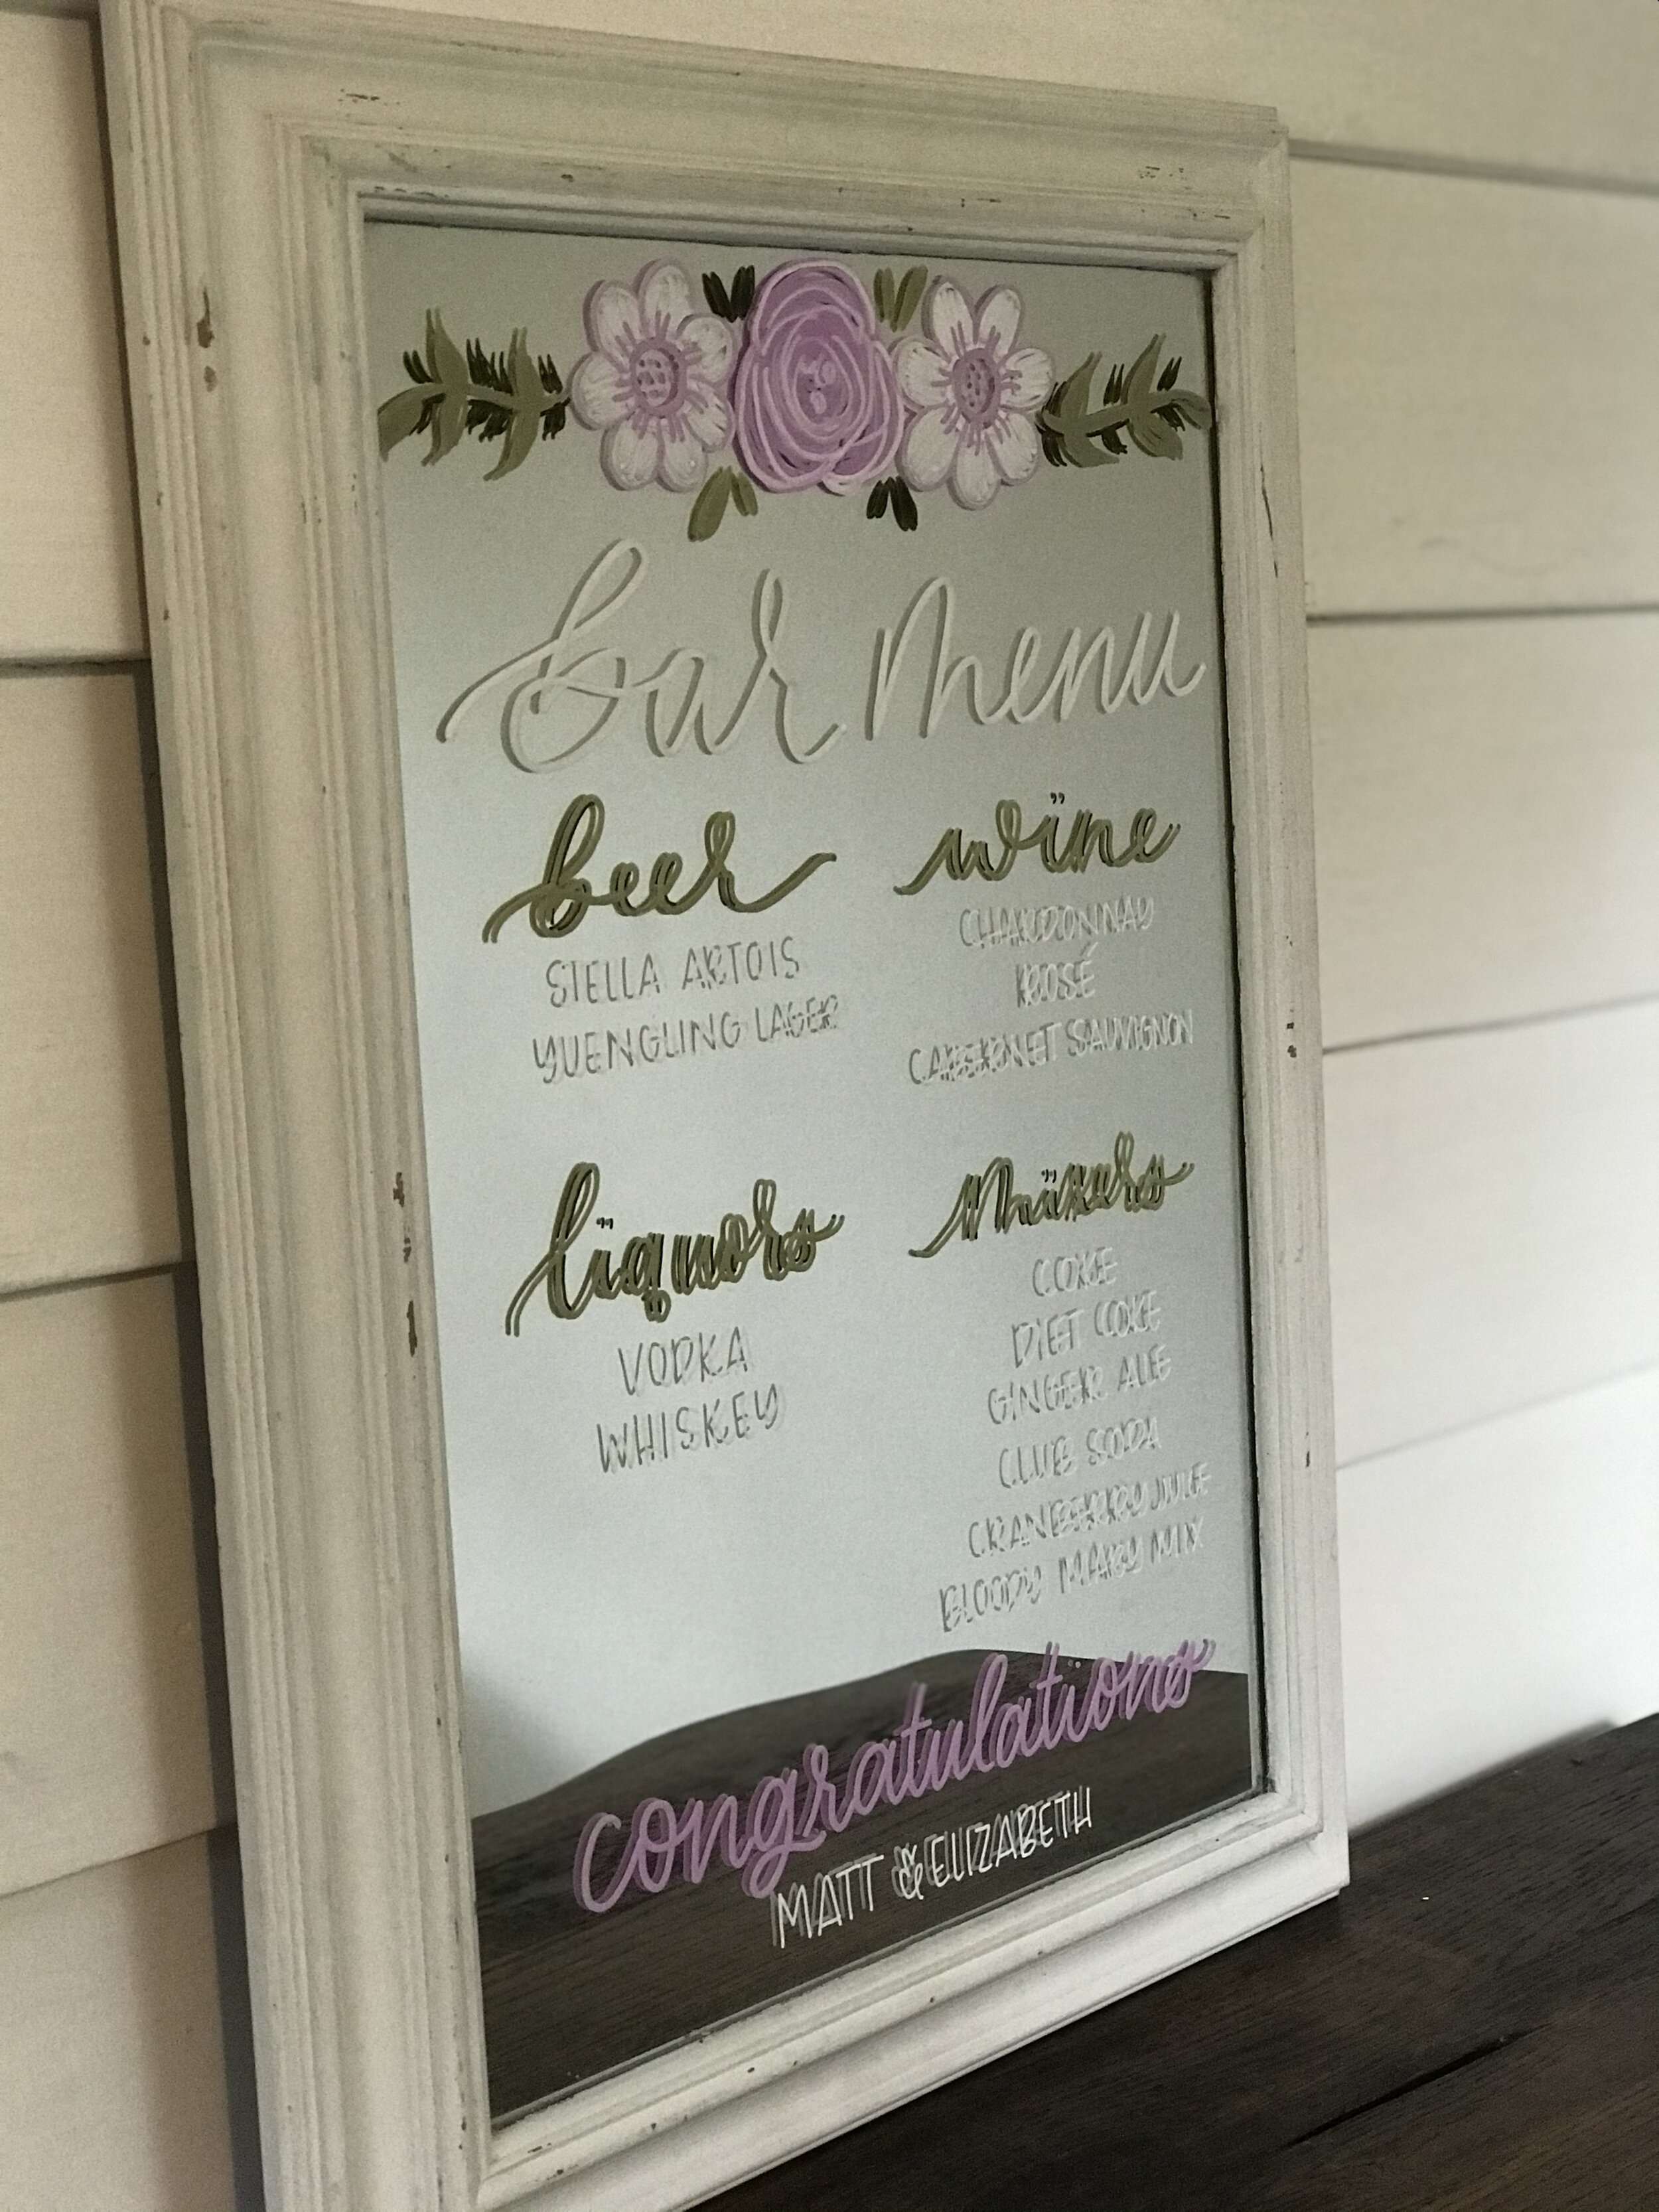 bar menu
beer
STELLA ARTOIS
YUENGLING LAGER
wine
CHARDONNAY
ROSÉ
CABERNET SAUVIGNON
liquors
VODKA
WHISKEY
mixers
COKE
DIET COKE
GINGER ALE
CLUB SODA
CRANBERRY JUICE
BLOODY MARY MIX
congratulations
MATT & ELIZABETH